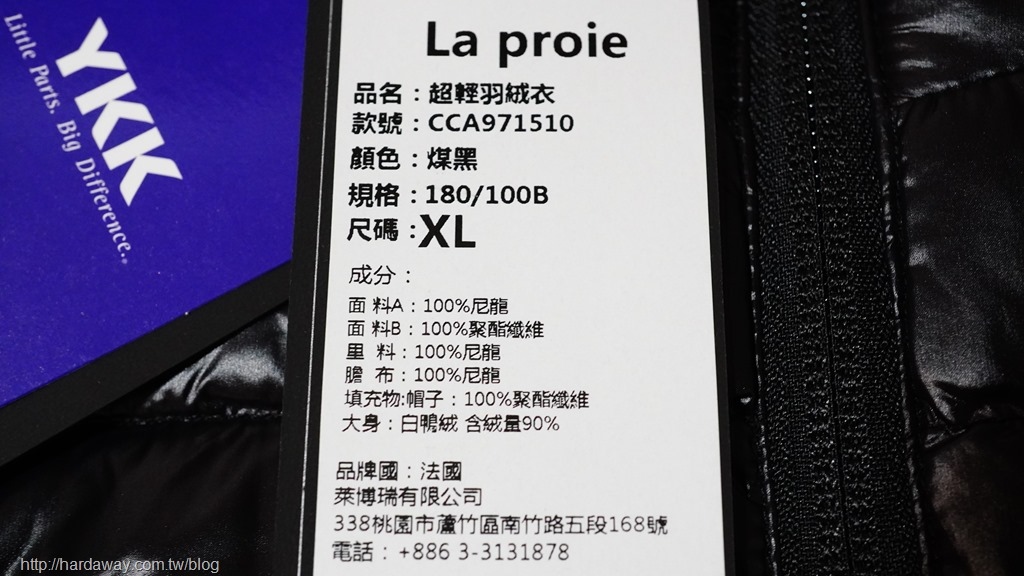 YKK
Little Parts. Big Difference.
La proie
品名：超輕羽絨衣
款號：CCA971510
顏色：煤黑
規格：180/100B
尺碼：XL
成分：
面 料A：100%尼龍
面 料B：100%聚酯纖維
里 料：100%尼龍
膽 布：100%尼龍
填充物:帽子：100%聚酯纖維
大身：白鴨絨 含絨量90%
品牌國：法國
萊博瑞有限公司
338桃園市蘆竹區南竹路五段168號
電話：+886 3-3131878
http://hardaway.com.tw/blog